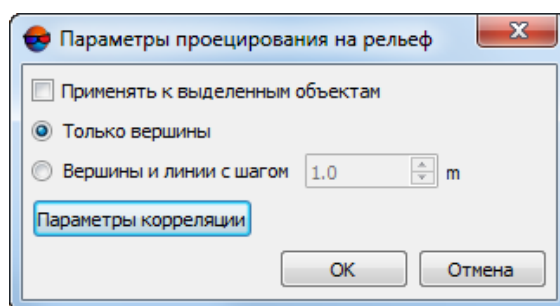 Параметры проецирования на рельеф
Применять к выделенным объектам
Только вершины
Вершины и линии с шагом 1.0 m
Параметры корреляции
OK Отмена